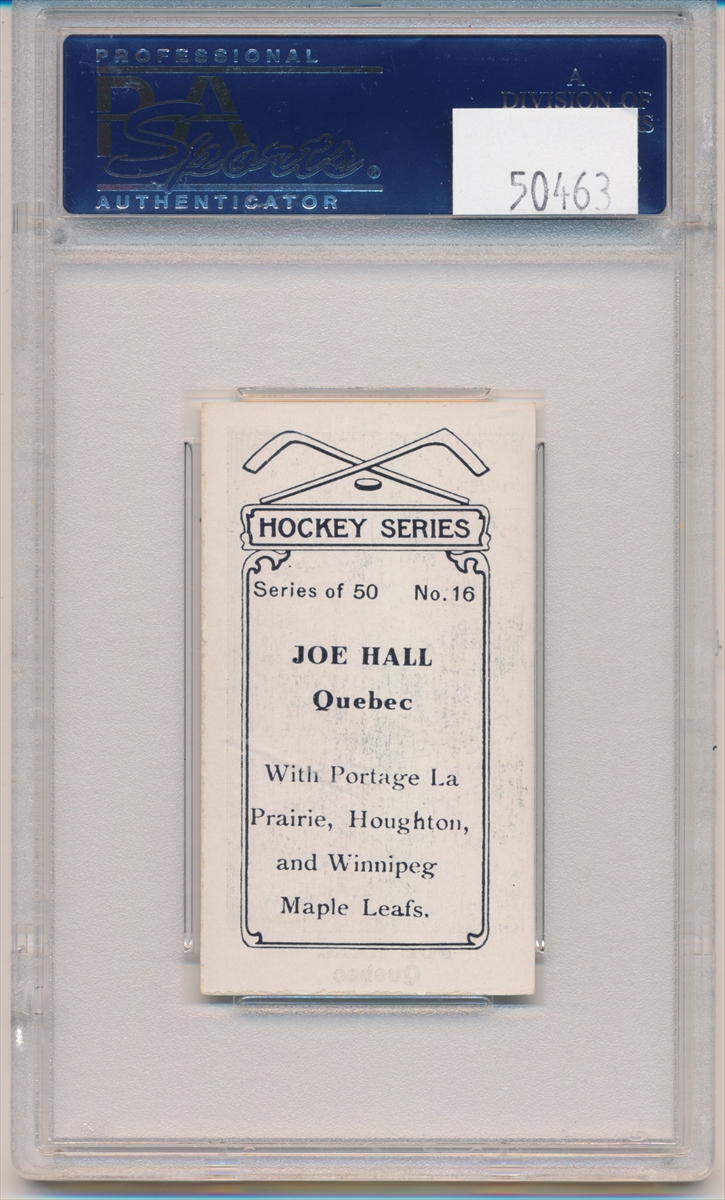 PROFESSIONAL
PSA
Sports®
AUTHENTICATOR
A
DIVISION OF
50463
HOCKEY SERIES
Series of 50 No. 16
JOE HALL
Quebec
With Portage La
Prairie, Houghton,
and Winnipeg
Maple Leafs.
Quebec